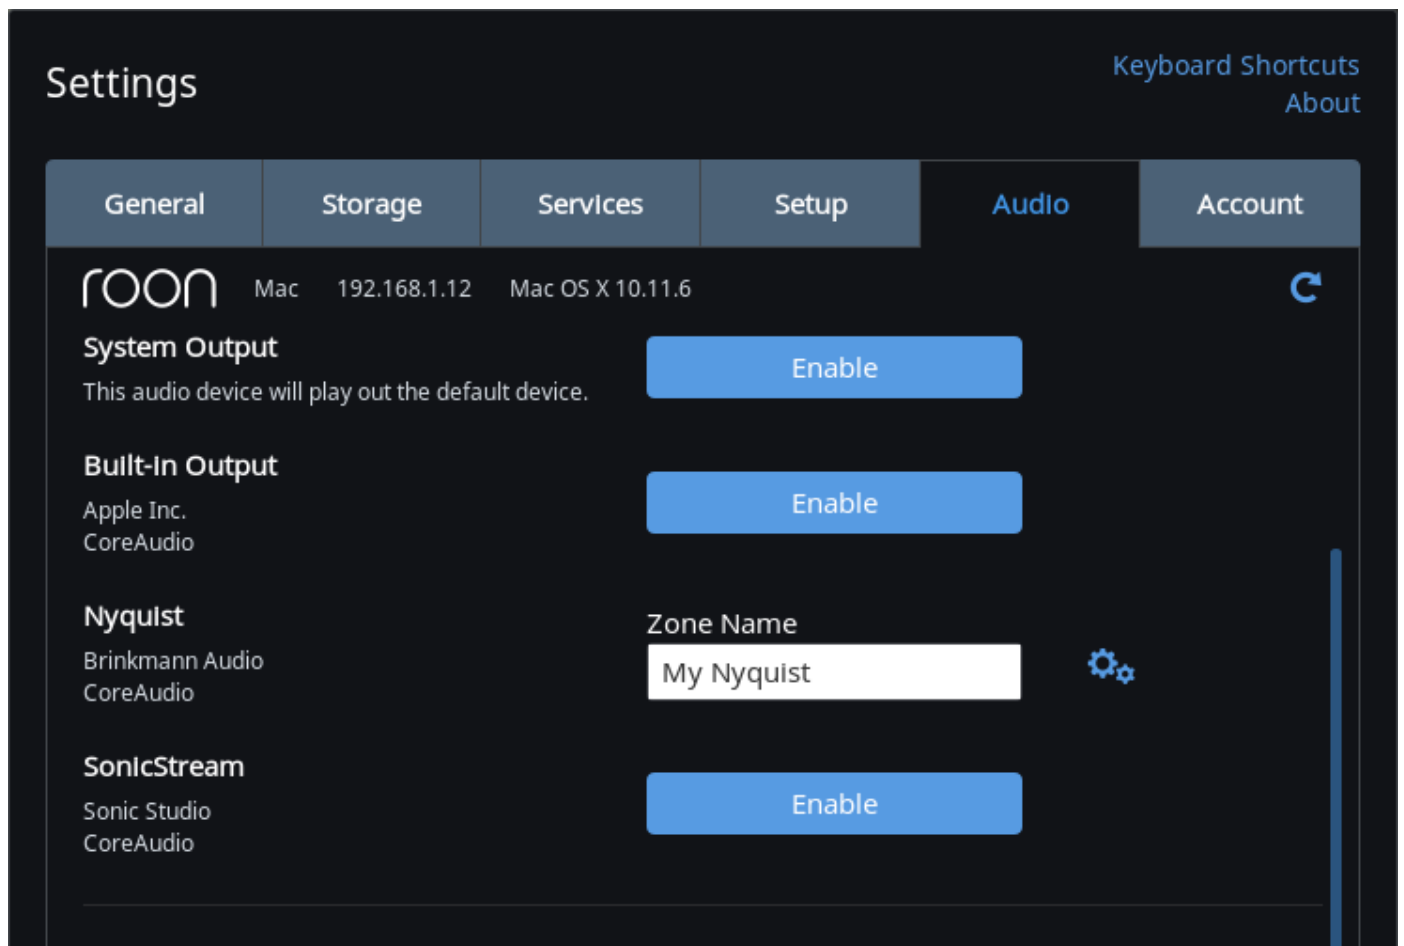 Settings
Keyboard Shortcuts
About
General Storage Services Setup Audio Account
roon Mac 192.168.1.12 Mac OS X 10.11.6
System Output
This audio device will play out the default device.
Enable
Built-in Output
Apple Inc.
CoreAudio
Enable
Nyquist
Brinkmann Audio
CoreAudio
Zone Name
My Nyquist
SonicStream
Sonic Studio
CoreAudio
Enable